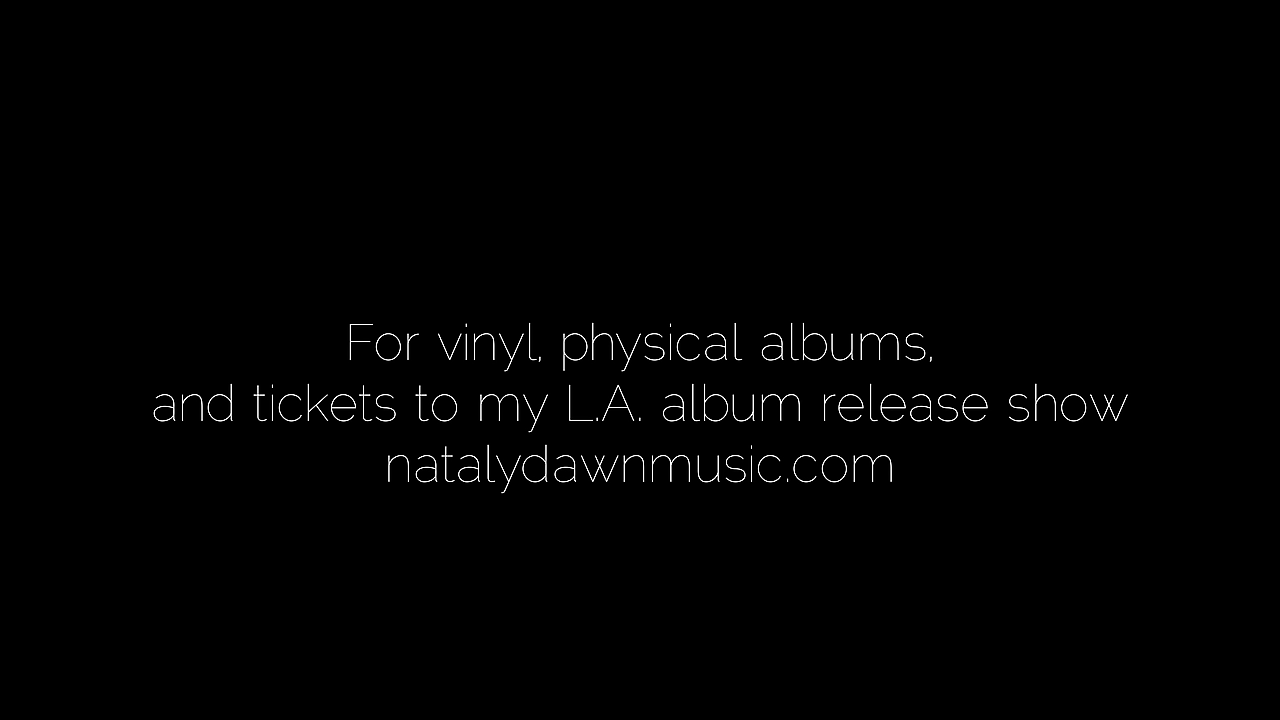 For vinyl, physical albums,
and tickets to my L.A. album release show
natalydawnmusic.com